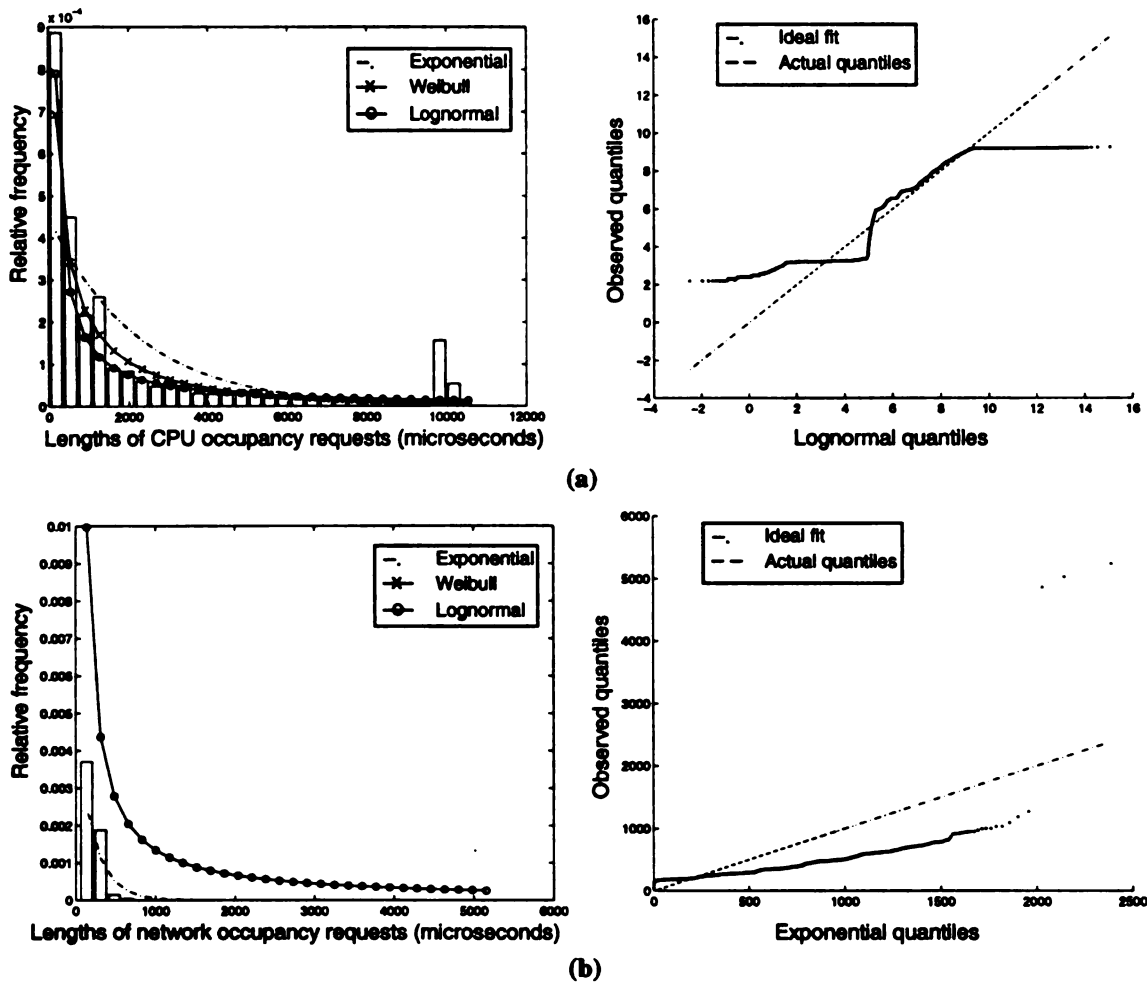 9 x 10⁻⁴
8
7
6
5
4
3
2
1
0
Relative frequency
Exponential
Weibull
Lognormal
0 2000 4000 6000 8000 10000 12000
Lengths of CPU occupancy requests (microseconds)
16
14
12
10
8
6
4
2
0
−2
−4
Observed quantiles
Ideal fit
Actual quantiles
−4 −2 0 2 4 6 8 10 12 14 16
Lognormal quantiles
(a)
0.01
0.009
0.008
0.007
0.006
0.005
0.004
0.003
0.002
0.001
0
Relative frequency
Exponential
Weibull
Lognormal
0 1000 2000 3000 4000 5000 6000
Lengths of network occupancy requests (microseconds)
6000
5000
4000
3000
2000
1000
0
Observed quantiles
Ideal fit
Actual quantiles
0 500 1000 1500 2000 2500
Exponential quantiles
(b)